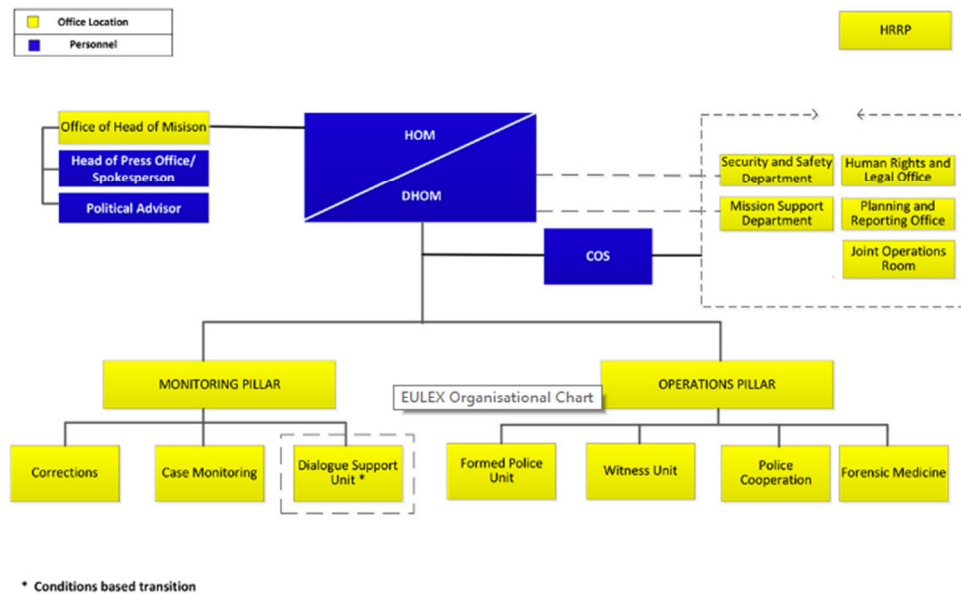 Office Location
Personnel
HRRP
Office of Head of Misison
Head of Press Office/
Spokesperson
Political Advisor
HOM
DHOM
COS
Security and Safety
Department
Human Rights and
Legal Office
Mission Support
Department
Planning and
Reporting Office
Joint Operations
Room
MONITORING PILLAR
OPERATIONS PILLAR
EULEX Organisational Chart
Corrections
Case Monitoring
Dialogue Support
Unit *
Formed Police
Unit
Witness Unit
Police
Cooperation
Forensic Medicine
* Conditions based transition